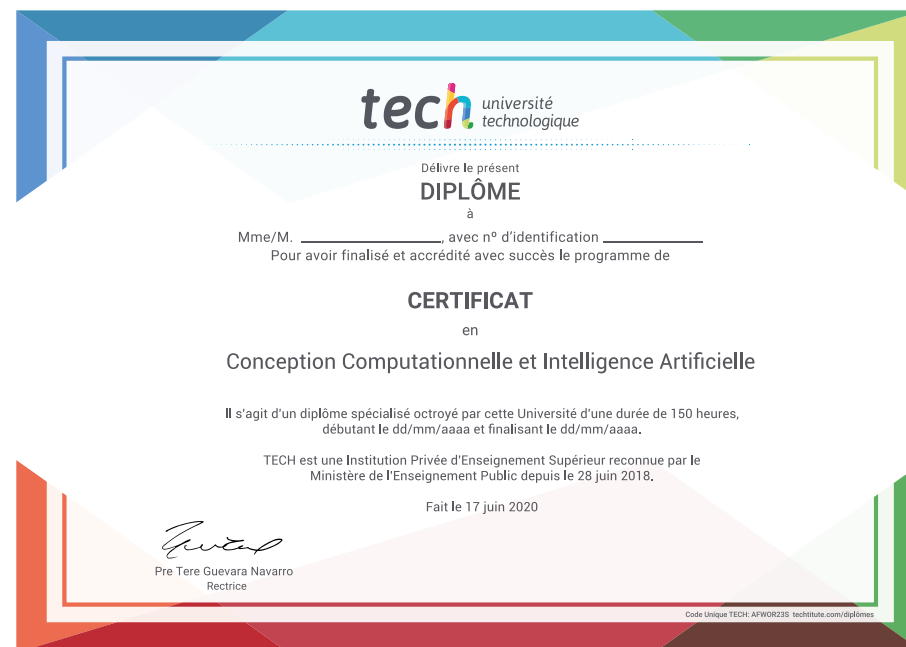 tech université
technologique
Délivre le présent
DIPLÔME
à
Mme/M. ____________________, avec nº d'identification ______________
Pour avoir finalisé et accrédité avec succès le programme de
CERTIFICAT
en
Conception Computationnelle et Intelligence Artificielle
Il s'agit d'un diplôme spécialisé octroyé par cette Université d'une durée de 150 heures,
débutant le dd/mm/aaaa et finalisant le dd/mm/aaaa.
TECH est une Institution Privée d'Enseignement Supérieur reconnue par le
Ministère de l'Enseignement Public depuis le 28 juin 2018.
Fait le 17 juin 2020
Pre Tere Guevara Navarro
Rectrice
Code Unique TECH: AFWOR23S techtitute.com/diplômes